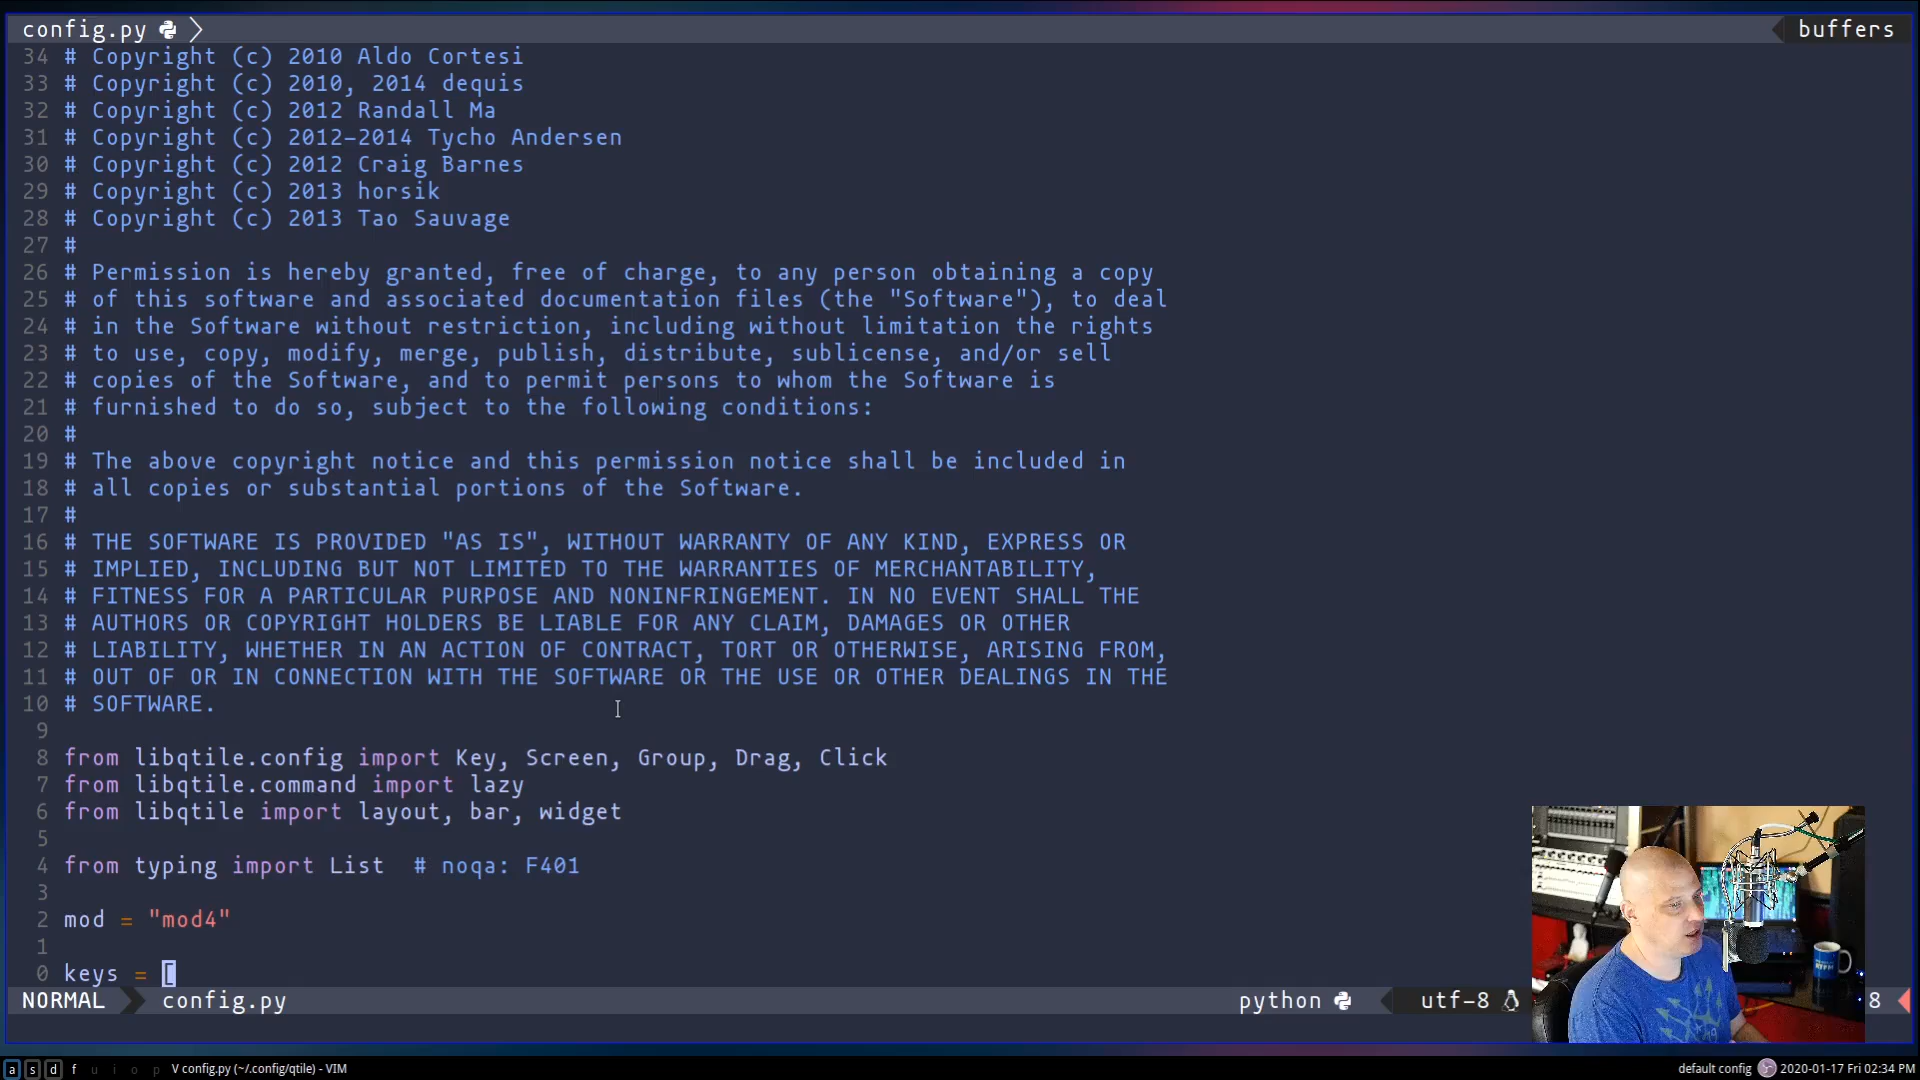 config.py
buffers
34 # Copyright (c) 2010 Aldo Cortesi
33 # Copyright (c) 2010, 2014 dequis
32 # Copyright (c) 2012 Randall Ma
31 # Copyright (c) 2012-2014 Tycho Andersen
30 # Copyright (c) 2012 Craig Barnes
29 # Copyright (c) 2013 horsik
28 # Copyright (c) 2013 Tao Sauvage
27 #
26 # Permission is hereby granted, free of charge, to any person obtaining a copy
25 # of this software and associated documentation files (the "Software"), to deal
24 # in the Software without restriction, including without limitation the rights
23 # to use, copy, modify, merge, publish, distribute, sublicense, and/or sell
22 # copies of the Software, and to permit persons to whom the Software is
21 # furnished to do so, subject to the following conditions:
20 #
19 # The above copyright notice and this permission notice shall be included in
18 # all copies or substantial portions of the Software.
17 #
16 # THE SOFTWARE IS PROVIDED "AS IS", WITHOUT WARRANTY OF ANY KIND, EXPRESS OR
15 # IMPLIED, INCLUDING BUT NOT LIMITED TO THE WARRANTIES OF MERCHANTABILITY,
14 # FITNESS FOR A PARTICULAR PURPOSE AND NONINFRINGEMENT. IN NO EVENT SHALL THE
13 # AUTHORS OR COPYRIGHT HOLDERS BE LIABLE FOR ANY CLAIM, DAMAGES OR OTHER
12 # LIABILITY, WHETHER IN AN ACTION OF CONTRACT, TORT OR OTHERWISE, ARISING FROM,
11 # OUT OF OR IN CONNECTION WITH THE SOFTWARE OR THE USE OR OTHER DEALINGS IN THE
10 # SOFTWARE.
9
8 from libqtile.config import Key, Screen, Group, Drag, Click
7 from libqtile.command import lazy
6 from libqtile import layout, bar, widget
5
4 from typing import List  # noqa: F401
3
2 mod = "mod4"
1
0 keys = [
NORMAL config.py python utf-8 8
a s d f u i o p V config.py (~/.config/qtile) - VIM default config 2020-01-17 Fri 02:34 PM